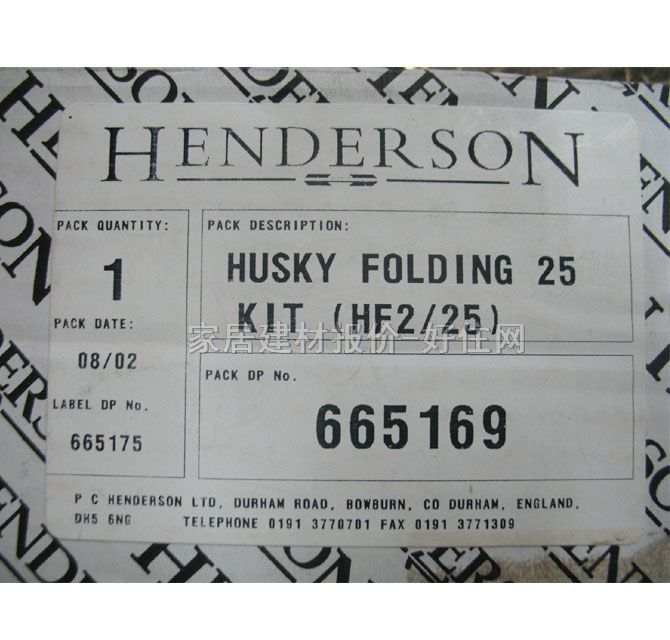 HENDERSON
PACK QUANTITY:
1
PACK DATE:
08/02
LABEL DP No.
665175
PACK DESCRIPTION:
HUSKY FOLDING 25
KIT (HF2/25)
家居建材报价-好任网
PACK DP No.
665169
P C HENDERSON LTD, DURHAM ROAD, BOWBURN, CO DURHAM, ENGLAND,
DH5 6NG TELEPHONE 0191 3770701 FAX 0191 3771309